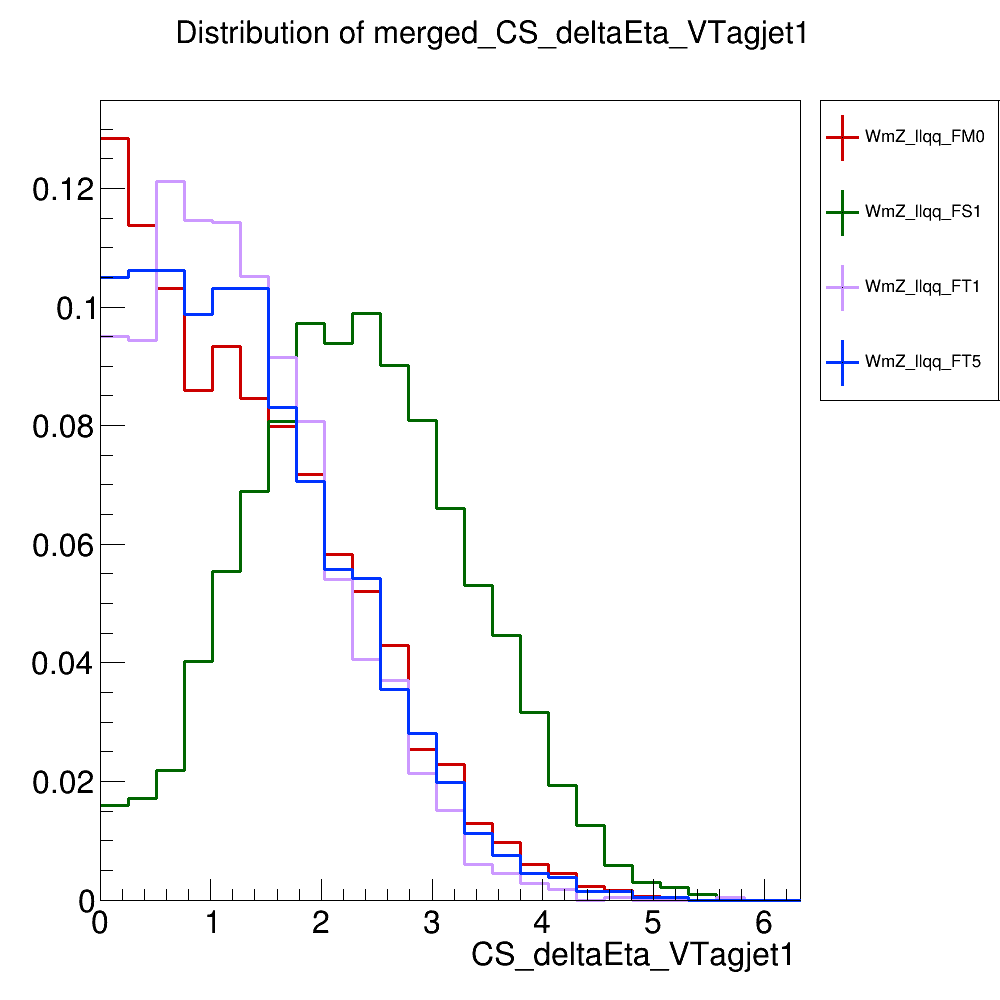 Distribution of merged_CS_deltaEta_VTagjet1
WmZ_llqq_FM0
WmZ_llqq_FS1
WmZ_llqq_FT1
WmZ_llqq_FT5
0.12
0.1
0.08
0.06
0.04
0.02
0
0 1 2 3 4 5 6
CS_deltaEta_VTagjet1